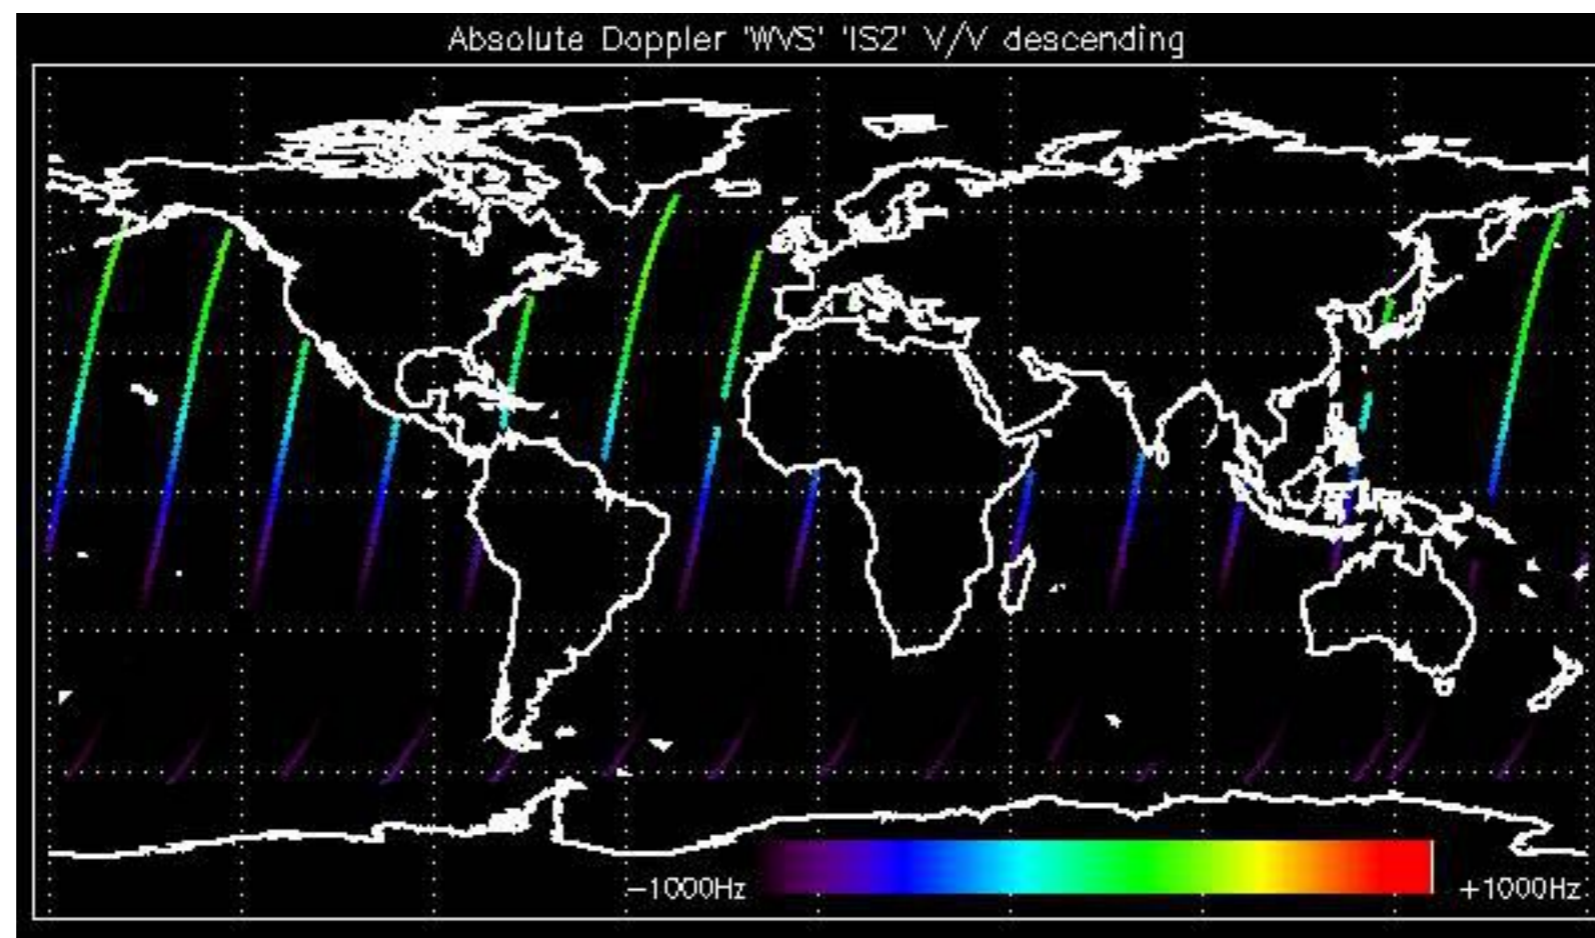 Absolute Doppler 'WVS' 'IS2' V/V descending
−1000Hz +1000Hz